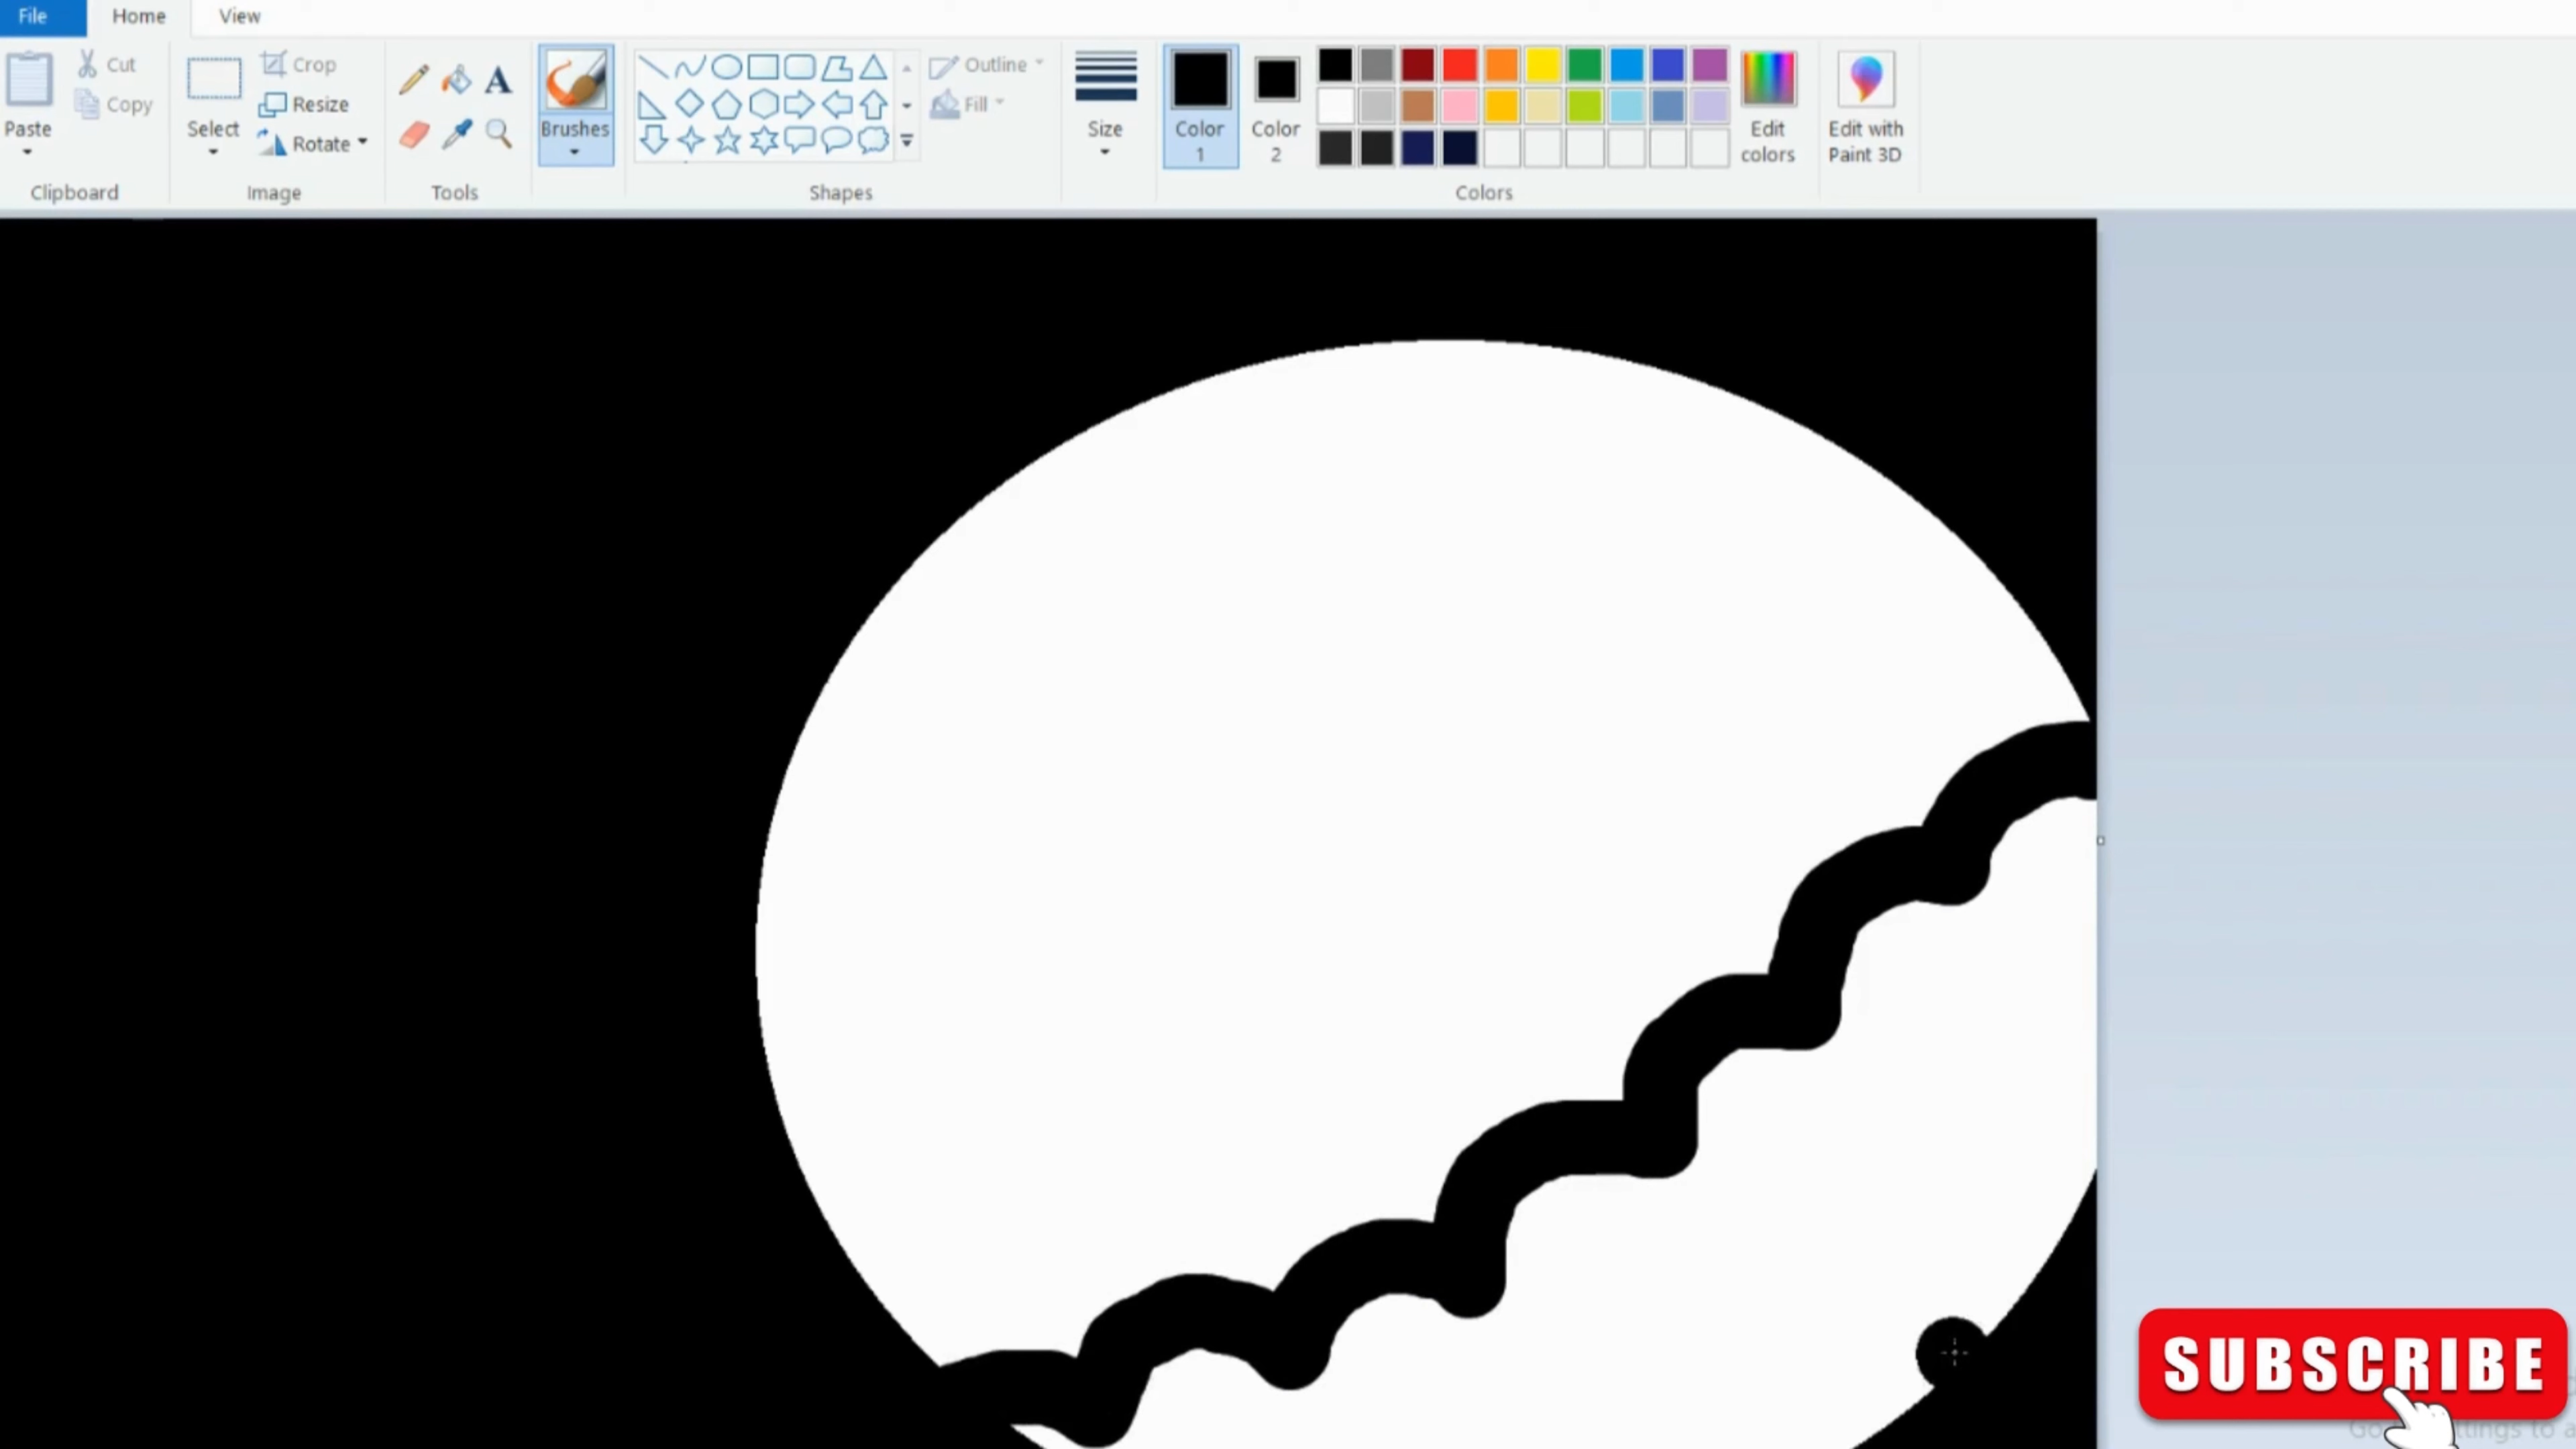 File Home View
Cut
Crop
Outline
Copy
Resize
Fill
Paste
Select
Rotate
Brushes
Size
Color
1
Color
2
Edit
colors
Edit with
Paint 3D
A
Clipboard
Image
Tools
Shapes
Colors
SUBSCRIBE